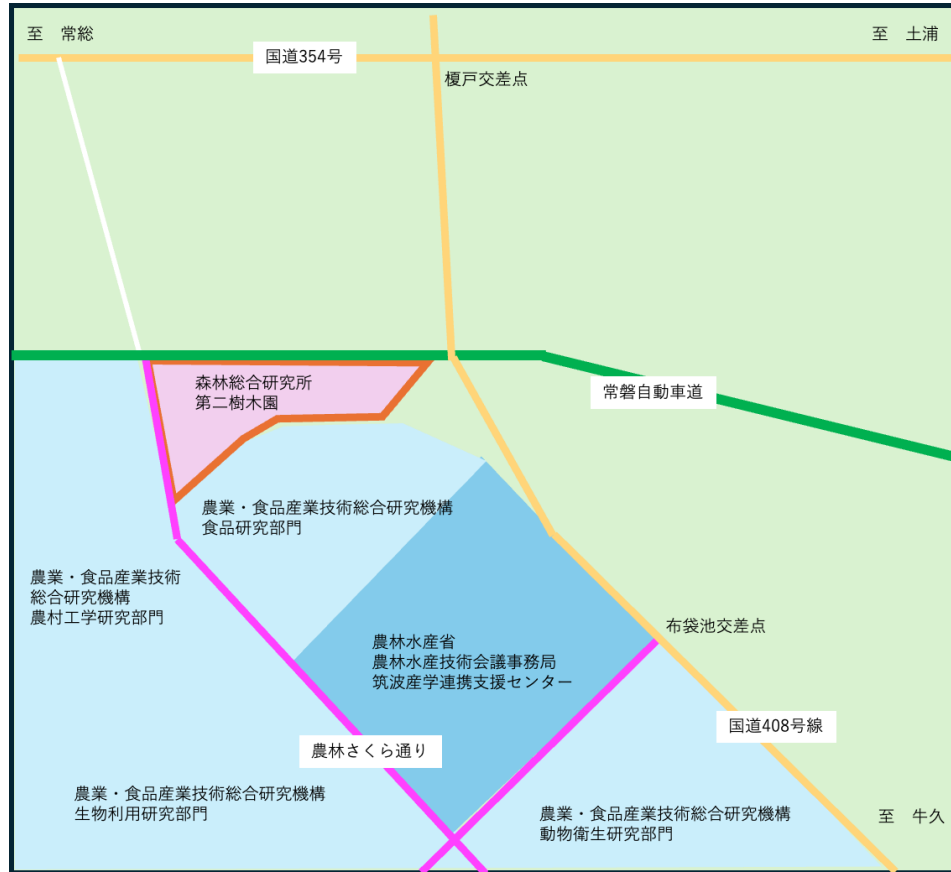 至　常総
国道354号
至　土浦
榎戸交差点
常磐自動車道
森林総合研究所
第二樹木園
農業・食品産業技術総合研究機構
食品研究部門
農業・食品産業技術
総合研究機構
農村工学研究部門
布袋池交差点
農林水産省
農林水産技術会議事務局
筑波産学連携支援センター
国道408号線
農林さくら通り
農業・食品産業技術総合研究機構
生物利用研究部門
農業・食品産業技術総合研究機構
動物衛生研究部門
至　牛久